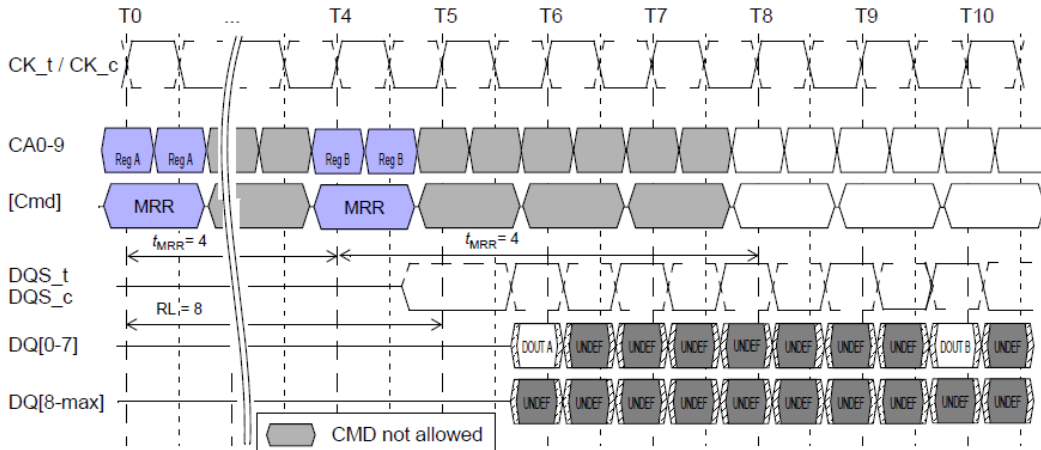 T0 ... T4 T5 T6 T7 T8 T9 T10
CK_t / CK_c
CA0-9 Reg A Reg A Reg B Reg B
[Cmd] MRR MRR
tMRR= 4 tMRR= 4
DQS_t
DQS_c
RL = 8
DQ[0-7] DOUT A UNDEF UNDEF UNDEF UNDEF UNDEF UNDEF UNDEF DOUT B UNDEF
DQ[8-max] UNDEF UNDEF UNDEF UNDEF UNDEF UNDEF UNDEF UNDEF UNDEF UNDEF
CMD not allowed